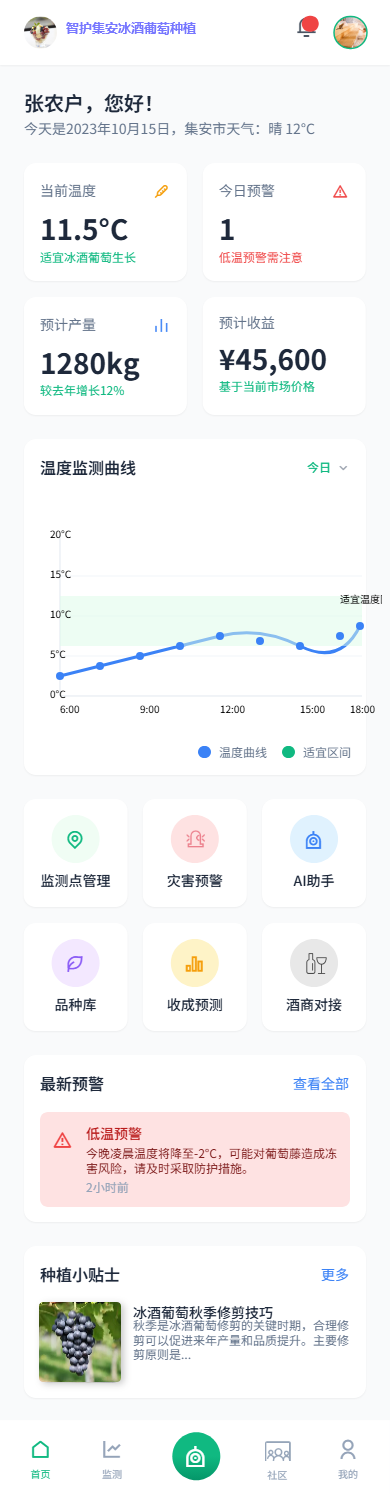 智护集安冰酒葡萄种植
张农户，您好！
今天是2023年10月15日，集安市天气：晴 12°C
当前温度
11.5°C
适宜冰酒葡萄生长
今日预警
1
低温预警需注意
预计产量
1280kg
较去年增长12%
预计收益
¥45,600
基于当前市场价格
温度监测曲线
今日
20°C
15°C
10°C
适宜温度
5°C
0°C
6:00
9:00
12:00
15:00
18:00
温度曲线
适宜区间
监测点管理
灾害预警
AI助手
品种库
收成预测
酒商对接
最新预警
查看全部
低温预警
今晚凌晨温度将降至-2°C，可能对葡萄藤造成冻
害风险，请及时采取防护措施。
2小时前
种植小贴士
更多
冰酒葡萄秋季修剪技巧
秋季是冰酒葡萄修剪的关键时期，合理修
剪可以促进来年产量和品质提升。主要修
剪原则是...
首页
监测
社区
我的